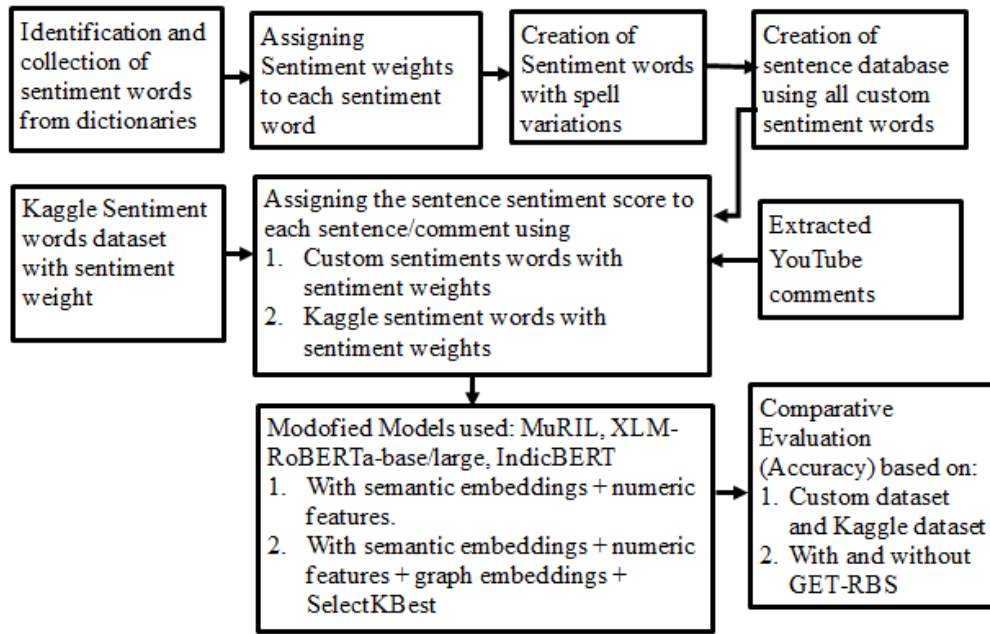 Identification and
collection of
sentiment words
from dictionaries
Assigning
Sentiment weights
to each sentiment
word
Creation of
Sentiment words
with spell
variations
Creation of
sentence database
using all custom
sentiment words
Kaggle Sentiment
words dataset
with sentiment
weight
Assigning the sentence sentiment score to
each sentence/comment using
1. Custom sentiments words with
sentiment weights
2. Kaggle sentiment words with
sentiment weights
Extracted
YouTube
comments
Modofied Models used: MuRIL, XLM-
RoBERTa-base/large, IndicBERT
1. With semantic embeddings + numeric
features.
2. With semantic embeddings + numeric
features + graph embeddings +
SelectKBest
Comparative
Evaluation
(Accuracy) based on:
1. Custom dataset
and Kaggle dataset
2. With and without
GET-RBS